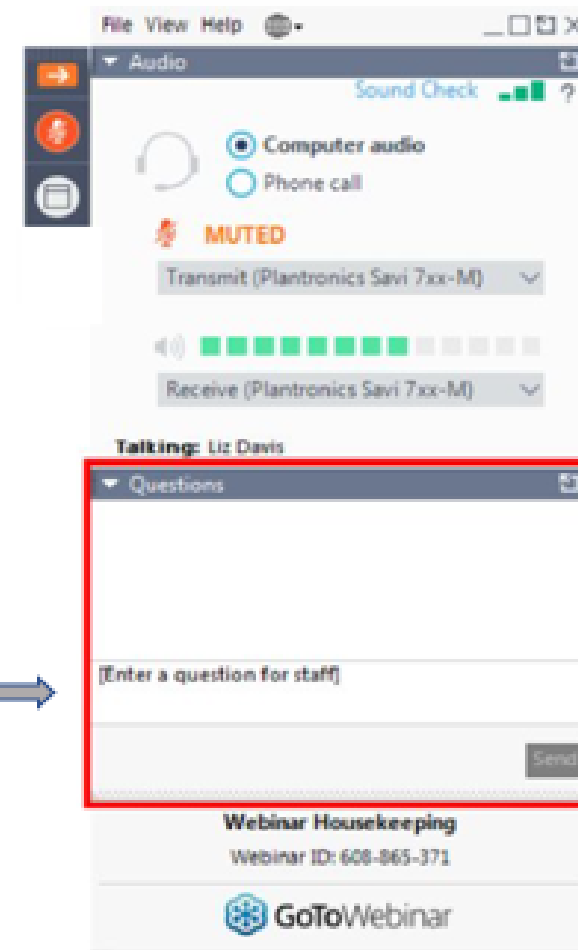 File View Help
Audio
Sound Check ?
Computer audio
Phone call
MUTED
Transmit (Plantronics Savi 7xx-M)
Receive (Plantronics Savi 7xx-M)
Talking: Liz Davis
Questions
[Enter a question for staff]
Send
Webinar Housekeeping
Webinar ID: 608-865-371
GoToWebinar